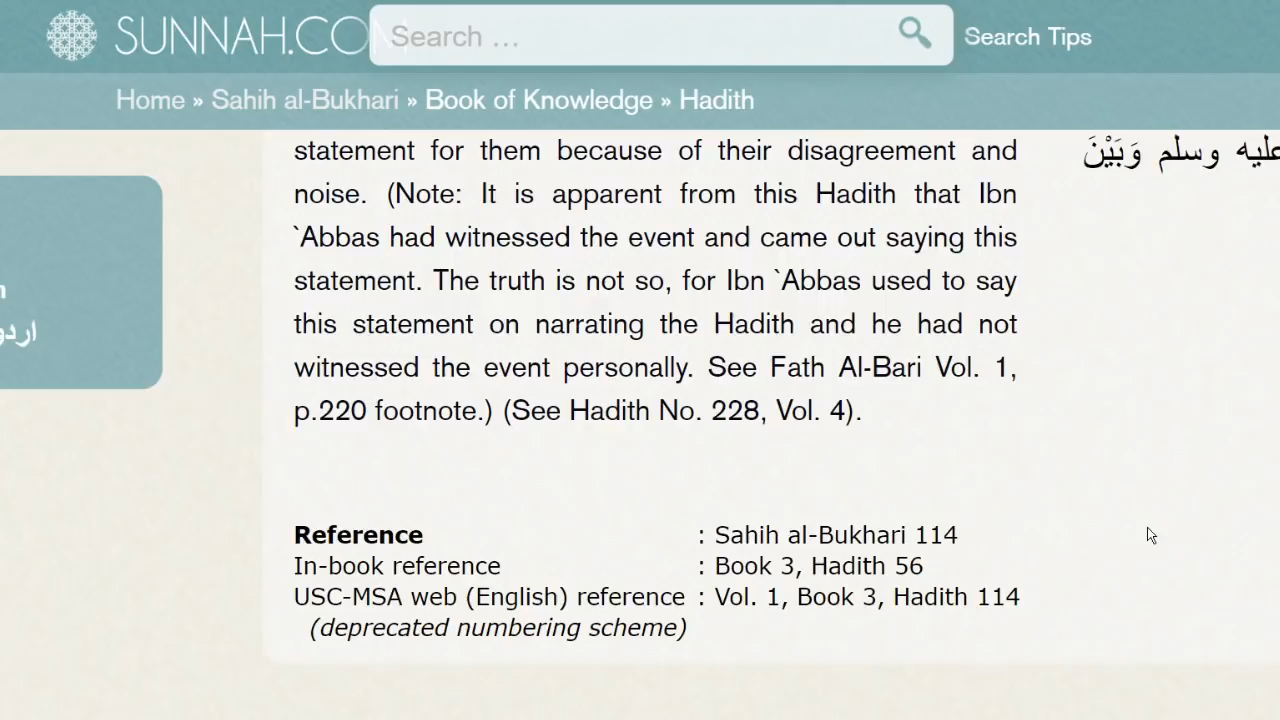 SUNNAH.COM
Search ...
Search Tips
Home » Sahih al-Bukhari » Book of Knowledge » Hadith
statement for them because of their disagreement and
noise. (Note: It is apparent from this Hadith that Ibn
`Abbas had witnessed the event and came out saying this
statement. The truth is not so, for Ibn `Abbas used to say
this statement on narrating the Hadith and he had not
witnessed the event personally. See Fath Al-Bari Vol. 1,
p.220 footnote.) (See Hadith No. 228, Vol. 4).
عليه وسلم وَبَيْنَ
اردو
Reference : Sahih al-Bukhari 114
In-book reference : Book 3, Hadith 56
USC-MSA web (English) reference : Vol. 1, Book 3, Hadith 114
(deprecated numbering scheme)